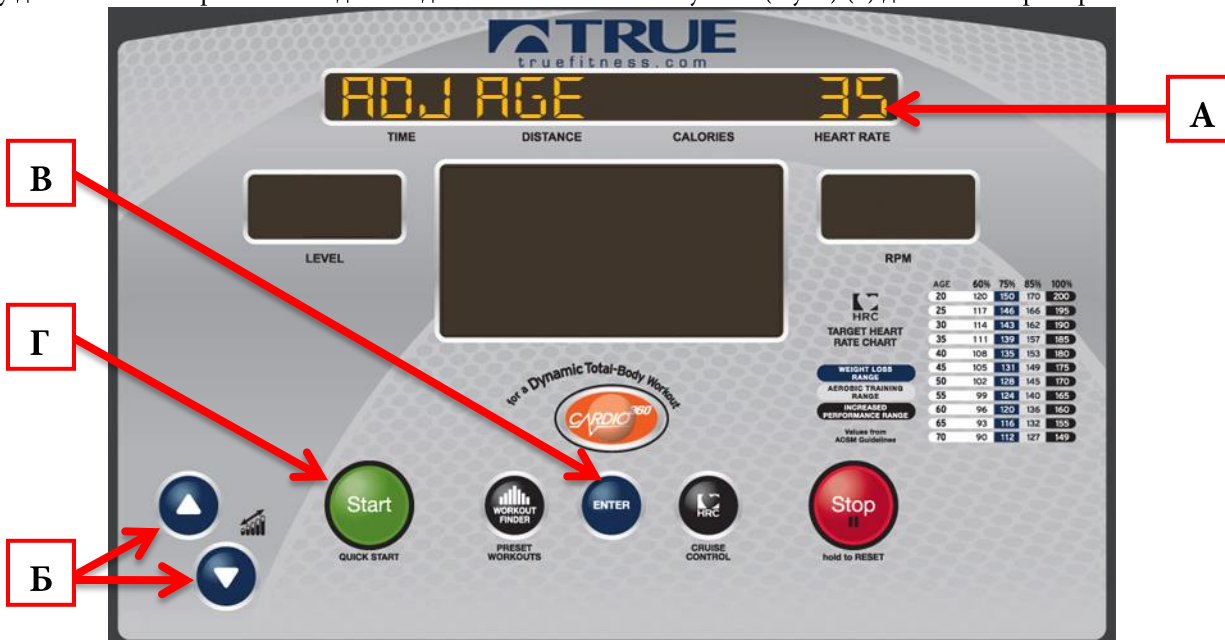 TRUE
truefitness.com
ADJ AGE 35
TIME DISTANCE CALORIES HEART RATE
А
В
LEVEL
RPM
Г
HRC
TARGET HEART
RATE CHART
WEIGHT LOSS
RANGE
AEROBIC TRAINING
RANGE
INCREASED
PERFORMANCE RANGE
Values from
ACSM Guidelines
AGE 60% 75% 85% 100%
20 120 150 170 200
25 117 146 166 195
30 114 143 162 190
35 111 139 157 185
40 108 135 153 180
45 105 131 149 175
50 102 128 145 170
55 99 124 140 165
60 96 120 136 160
65 93 116 132 155
70 90 112 127 149
for a Dynamic Total-Body Workout
CARDIO 360
Start
QUICK START
WORKOUT
FINDER
PRESET
WORKOUTS
ENTER
HRC
CRUISE
CONTROL
Stop
hold to RESET
Б